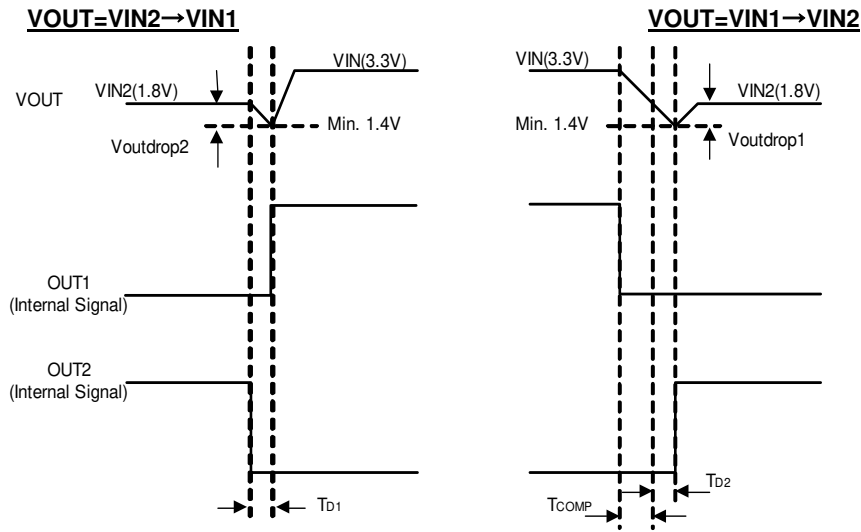 VOUT=VIN2→VIN1
VOUT=VIN1→VIN2
VOUT
VIN2(1.8V)
VIN(3.3V)
Min. 1.4V
Voutdrop2
VIN(3.3V)
VIN2(1.8V)
Min. 1.4V
Voutdrop1
OUT1
(Internal Signal)
OUT2
(Internal Signal)
TD1
TCOMP
TD2